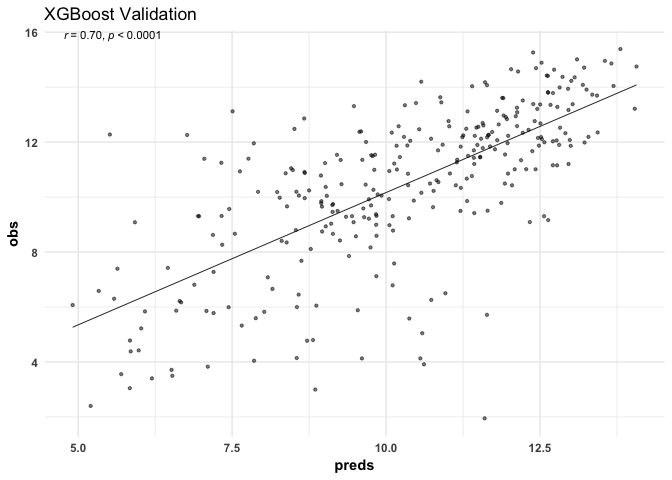 XGBoost Validation
r = 0.70, p < 0.0001
16
12
8
4
obs
5.0 7.5 10.0 12.5
preds